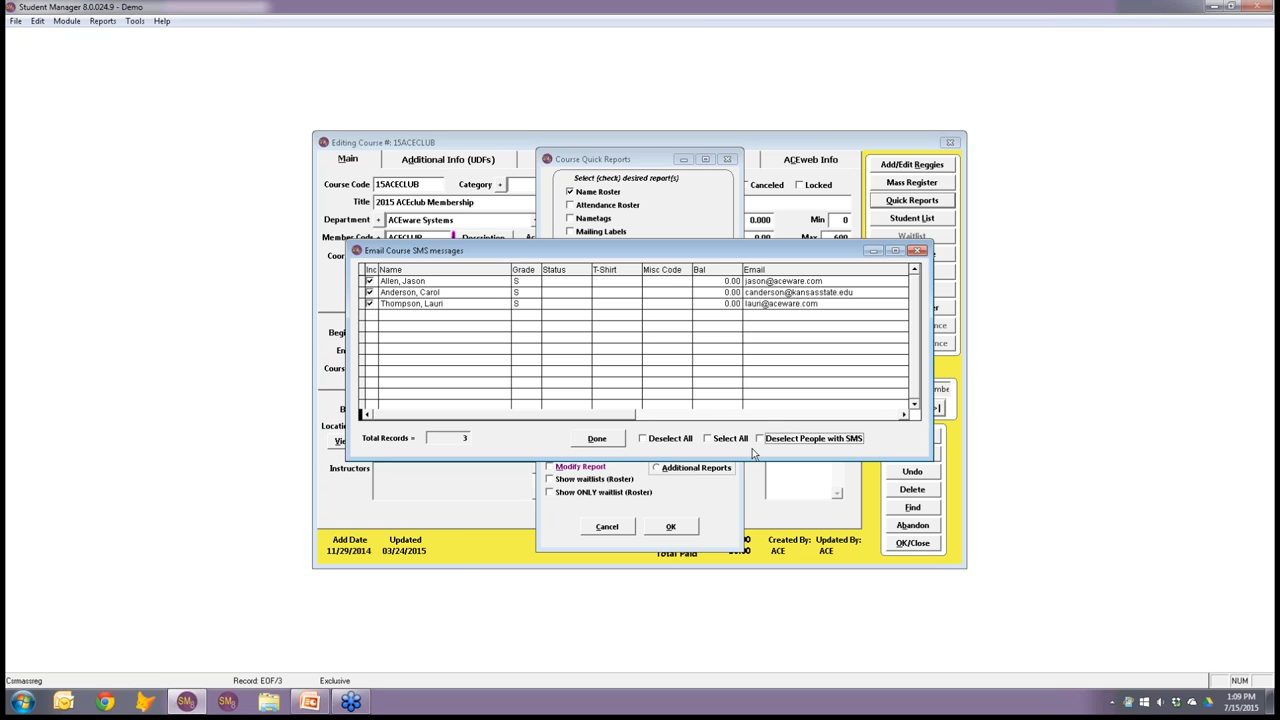 Student Manager 8.0.024.9 - Demo
File Edit Module Reports Tools Help
Editing Course #: 15ACECLUB
Main Additional Info (UDFs) ACEweb Info
Course Code 15ACECLUB Category +
Title 2015 ACEclub Membership
Department + ACEware Systems
Canceled Locked
0.000 Min 0
Add/Edit Reggies
Mass Register
Quick Reports
Student List
Waitlist
Course Quick Reports
Select (check) desired report(s)
Name Roster
Attendance Roster
Nametags
Mailing Labels
Email Course SMS messages
Inc Name Grade Status T-Shirt Misc Code Bal Email
Allen, Jason S 0.00 jason@aceware.com
Anderson, Carol S 0.00 canderson@kansasstate.edu
Thompson, Lauri S 0.00 lauri@aceware.com
Total Records = 3 Done Deselect All Select All Deselect People with SMS
Instructors
Modify Report Additional Reports
Show waitlists (Roster)
Show ONLY waitlist (Roster)
Cancel OK
Undo
Delete
Find
Abandon
OK/Close
Add Date Updated
11/29/2014 03/24/2015
Total Paid
Created By: Updated By:
ACE ACE
Csrmassreg Record: EOF/3 Exclusive NUM
1:09 PM
7/15/2015